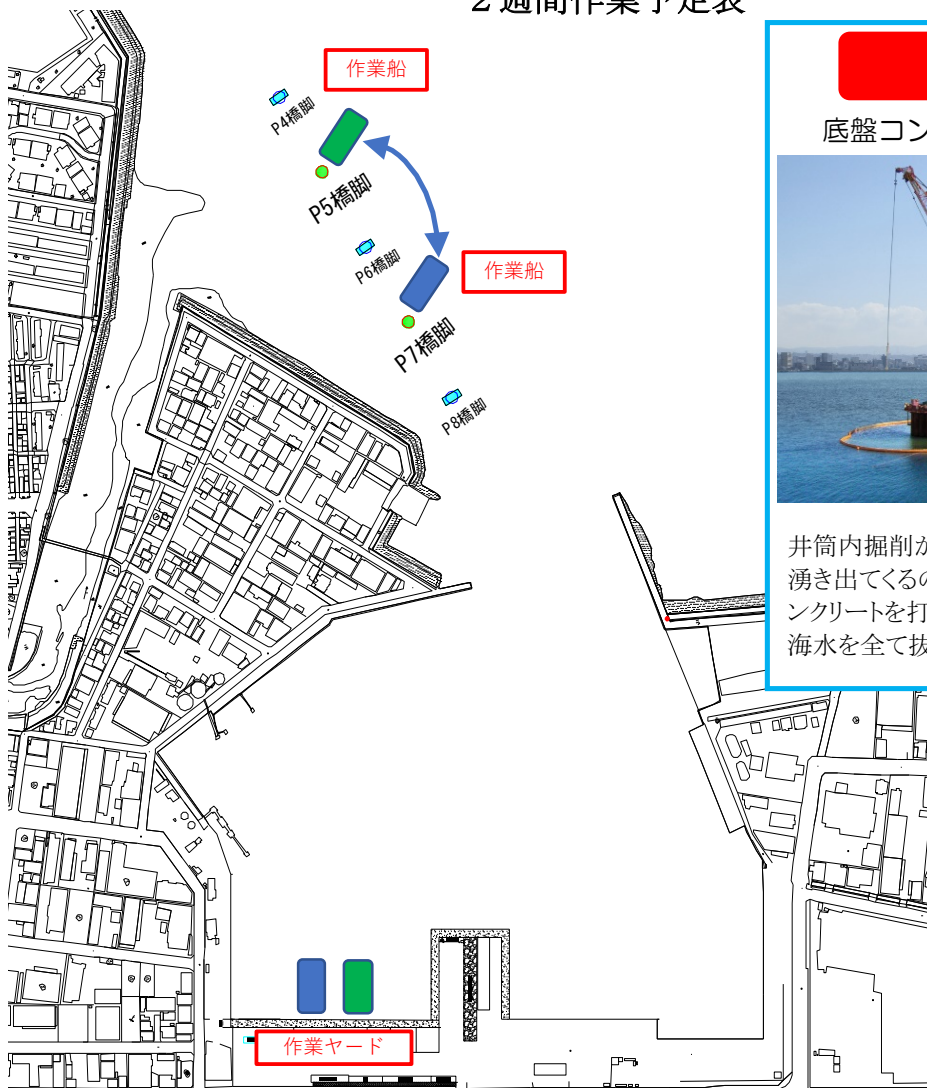 ２週間作業予定表
作業船
P4橋脚
P5橋脚
P6橋脚
作業船
P7橋脚
P8橋脚
作業ヤード
底盤コン
井筒内掘削が
湧き出てくるの
ンクリートを打
海水を全て抜